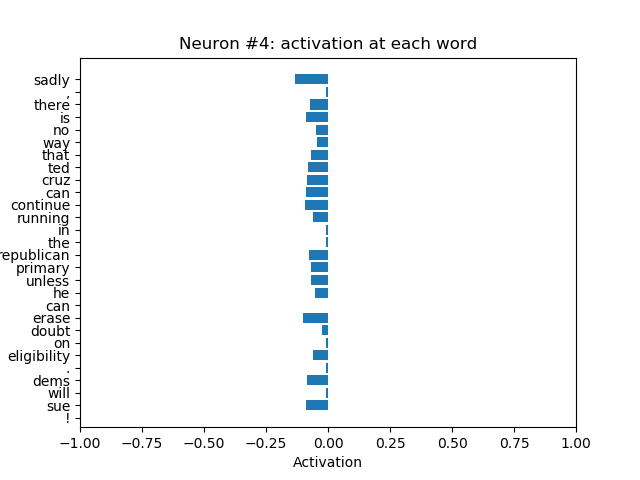 Neuron #4: activation at each word
sadly
,
there
is
no
way
that
ted
cruz
can
continue
running
in
the
republican
primary
unless
he
can
erase
doubt
on
eligibility
.
dems
will
sue
!
−1.00 −0.75 −0.50 −0.25 0.00 0.25 0.50 0.75 1.00
Activation